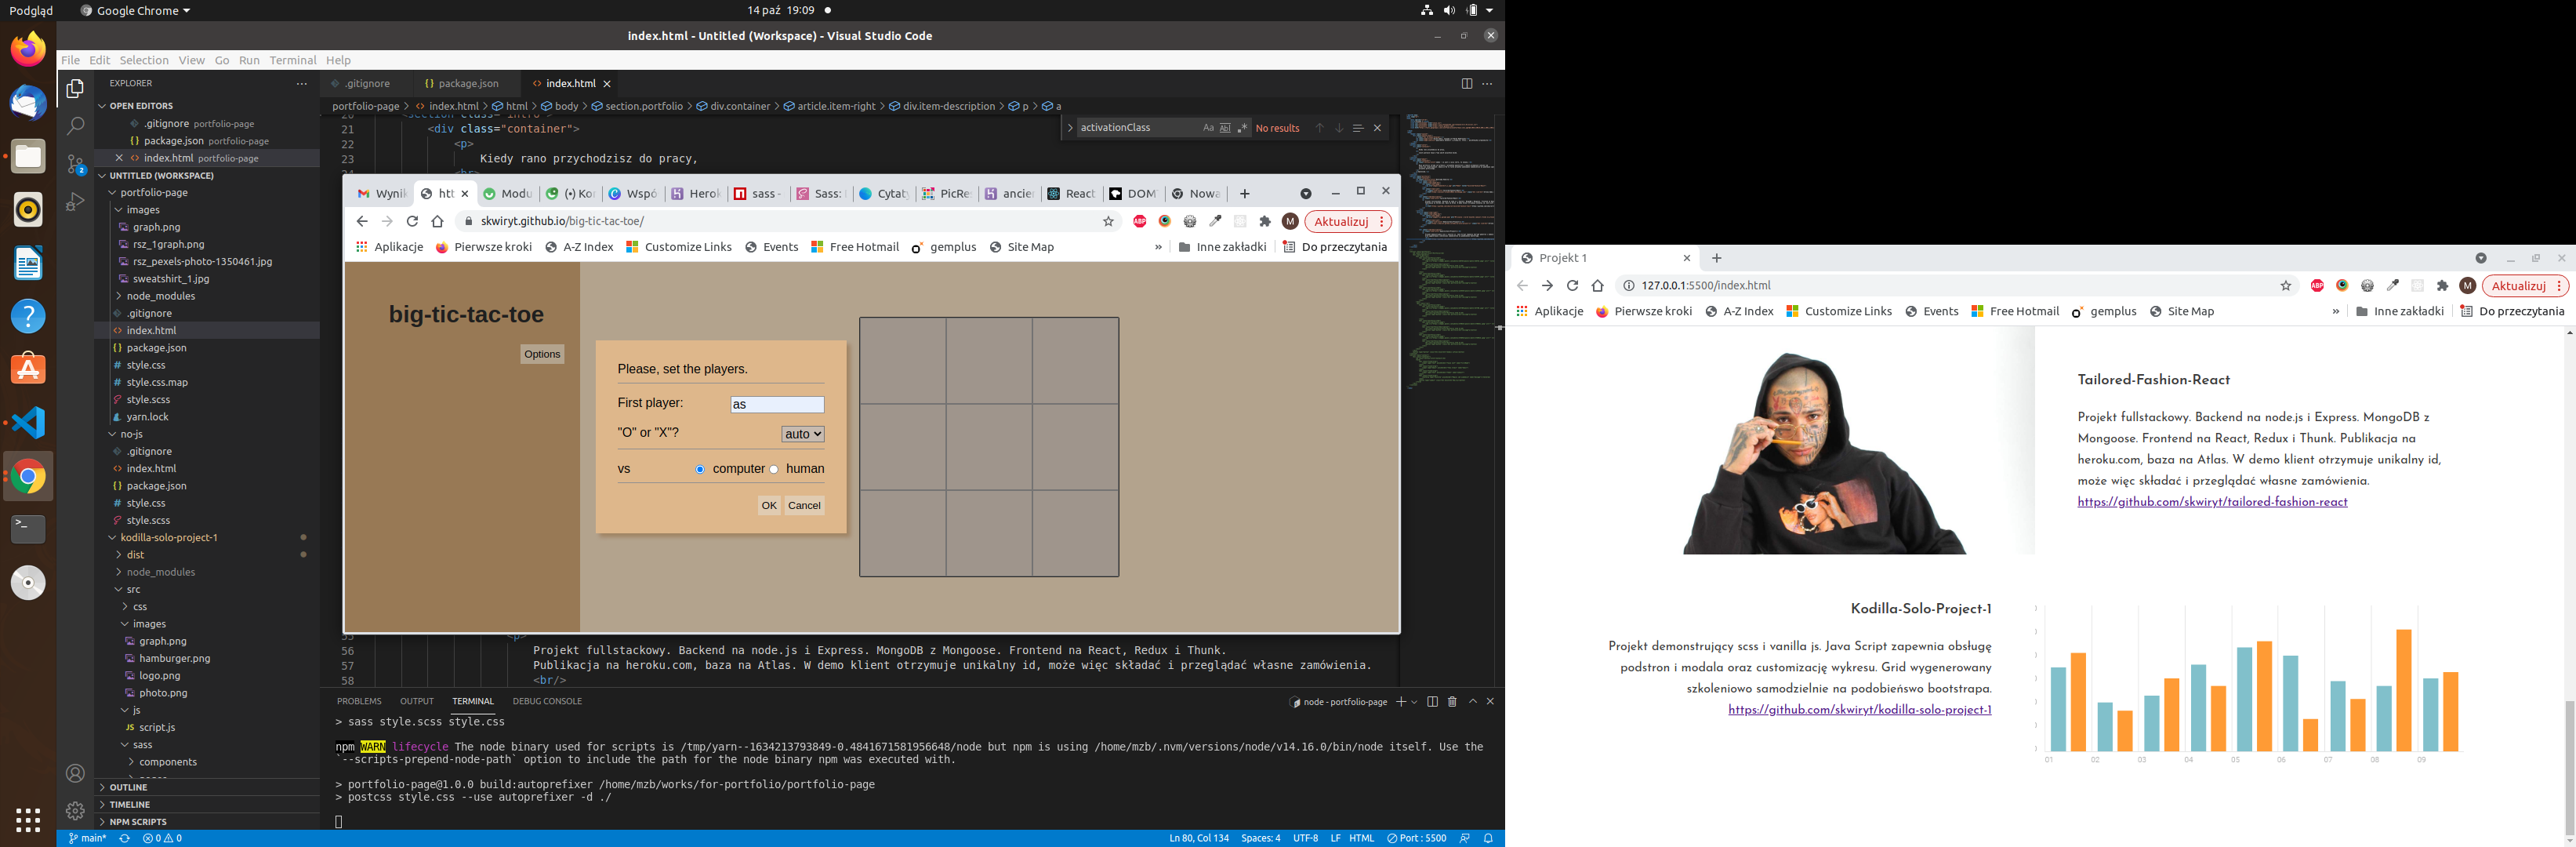 Podgląd
Google Chrome
14 paź 19:09
index.html - Untitled (Workspace) - Visual Studio Code
File Edit Selection View Go Run Terminal Help
EXPLORER
OPEN EDITORS
.gitignore portfolio-page
package.json portfolio-page
index.html portfolio-page
UNTITLED (WORKSPACE)
portfolio-page
images
graph.png
rsz_1graph.png
rsz_pexels-photo-1350461.jpg
sweatshirt_1.jpg
node_modules
.gitignore
index.html
package.json
style.css
style.css.map
style.scss
yarn.lock
no-js
.gitignore
index.html
package.json
style.css
style.scss
kodilla-solo-project-1
dist
node_modules
src
css
images
graph.png
hamburger.png
logo.png
photo.png
js
script.js
sass
components
OUTLINE
TIMELINE
NPM SCRIPTS
.gitignore package.json index.html
portfolio-page > index.html > html > body > section.portfolio > div.container > article.item-right > div.item-description > p > a
20 <section class="intro">
21 <div class="container">
22 <p>
23 Kiedy rano przychodzisz do pracy,
activationClass Aa Ab| .* No results
Wynik htt Modu (•) Kor Wspó Herok sass - Sass: Cytaty PicRe ancie React DOM Nowa
skwiryt.github.io/big-tic-tac-toe/
Aktualizuj
Aplikacje Pierwsze kroki A-Z Index Customize Links Events Free Hotmail gemplus Site Map » Inne zakładki Do przeczytania
big-tic-tac-toe
Options
Please, set the players.
First player: as
"O" or "X"? auto
vs computer human
OK Cancel
55 <p>
56 Projekt fullstackowy. Backend na node.js i Express. MongoDB z Mongoose. Frontend na React, Redux i Thunk.
57 Publikacja na heroku.com, baza na Atlas. W demo klient otrzymuje unikalny id, może więc składać i przeglądać własne zamówienia.
58 <br/>
PROBLEMS OUTPUT TERMINAL DEBUG CONSOLE
node - portfolio-page
> sass style.scss style.css
npm WARN lifecycle The node binary used for scripts is /tmp/yarn--1634213793849-0.4841671581956648/node but npm is using /home/mzb/.nvm/versions/node/v14.16.0/bin/node itself. Use the
`--scripts-prepend-node-path` option to include the path for the node binary npm was executed with.
> portfolio-page@1.0.0 build:autoprefixer /home/mzb/works/for-portfolio/portfolio-page
> postcss style.css --use autoprefixer -d ./
main* 0 0
Ln 80, Col 134 Spaces: 4 UTF-8 LF HTML Port : 5500
Projekt 1
127.0.0.1:5500/index.html
ABP M Aktualizuj
Aplikacje Pierwsze kroki A-Z Index Customize Links Events Free Hotmail gemplus Site Map » Inne zakładki Do przeczytania
Tailored-Fashion-React
Projekt fullstackowy. Backend na node.js i Express. MongoDB z
Mongoose. Frontend na React, Redux i Thunk. Publikacja na
heroku.com, baza na Atlas. W demo klient otrzymuje unikalny id,
może więc składać i przeglądać własne zamówienia.
https://github.com/skwiryt/tailored-fashion-react
Kodilla-Solo-Project-1
Projekt demonstrujący scss i vanilla js. Java Script zapewnia obsługę
podstron i modala oraz customizację wykresu. Grid wygenerowany
szkoleniowo samodzielnie na podobieńswo bootstrapa.
https://github.com/skwiryt/kodilla-solo-project-1
01 02 03 04 05 06 07 08 09